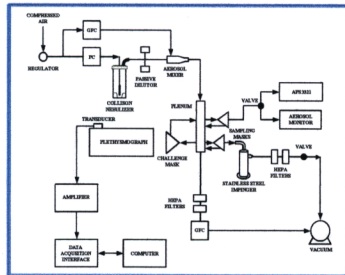 COMPRESSED
AIR
GFC
PC
REGULATOR
PASSIVE
DILUTOR
AEROSOL
MIXER
COLLISON
NEBULIZER
PLENUM
VALVE
APS3321
AEROSOL
MONITOR
TRANSDUCER
PLETHYSMOGRAPH
CHALLENGE
MASK
SAMPLING
MASKS
VALVE
HEPA
FILTERS
STAINLESS STEEL
IMPINGER
AMPLIFIER
HEPA
FILTERS
GFC
VACUUM
DATA
ACQUISITION
INTERFACE
COMPUTER